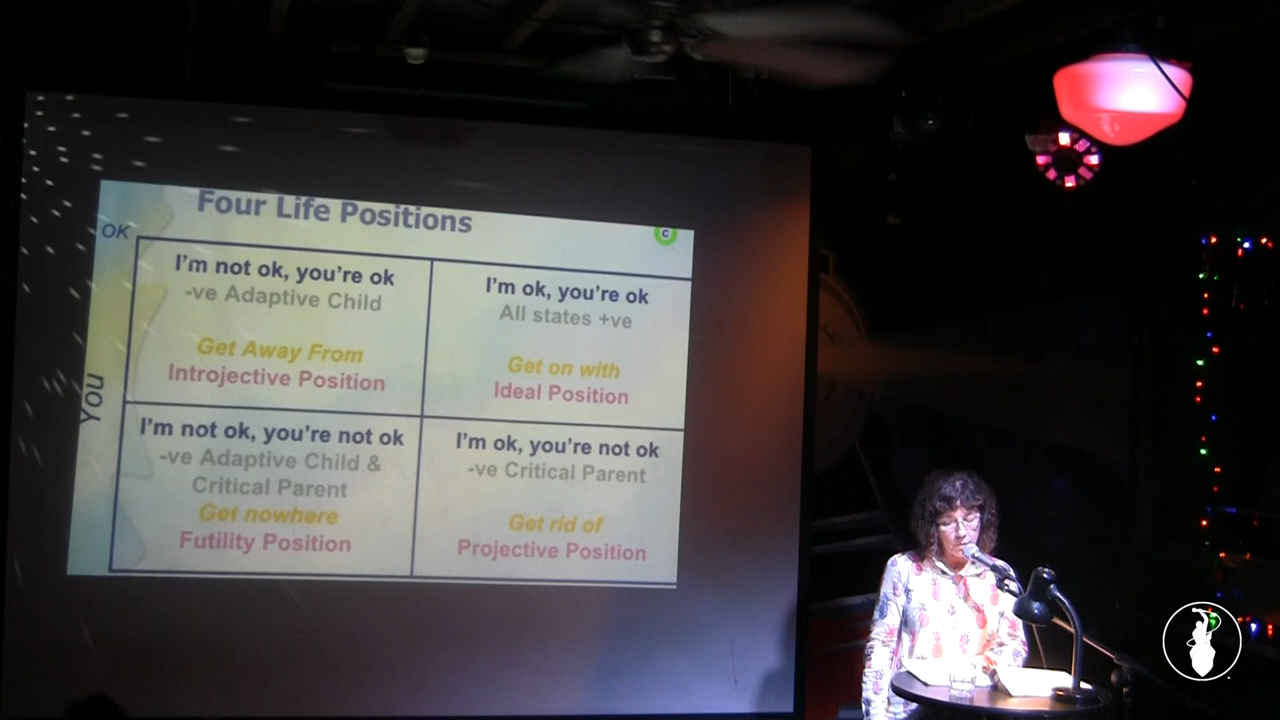 Four Life Positions
C
OK
I'm not ok, you're ok
-ve Adaptive Child
Get Away From
Introjective Position
I'm ok, you're ok
All states +ve
Get on with
Ideal Position
You
I'm not ok, you're not ok
-ve Adaptive Child &
Critical Parent
Get nowhere
Futility Position
I'm ok, you're not ok
-ve Critical Parent
Get rid of
Projective Position